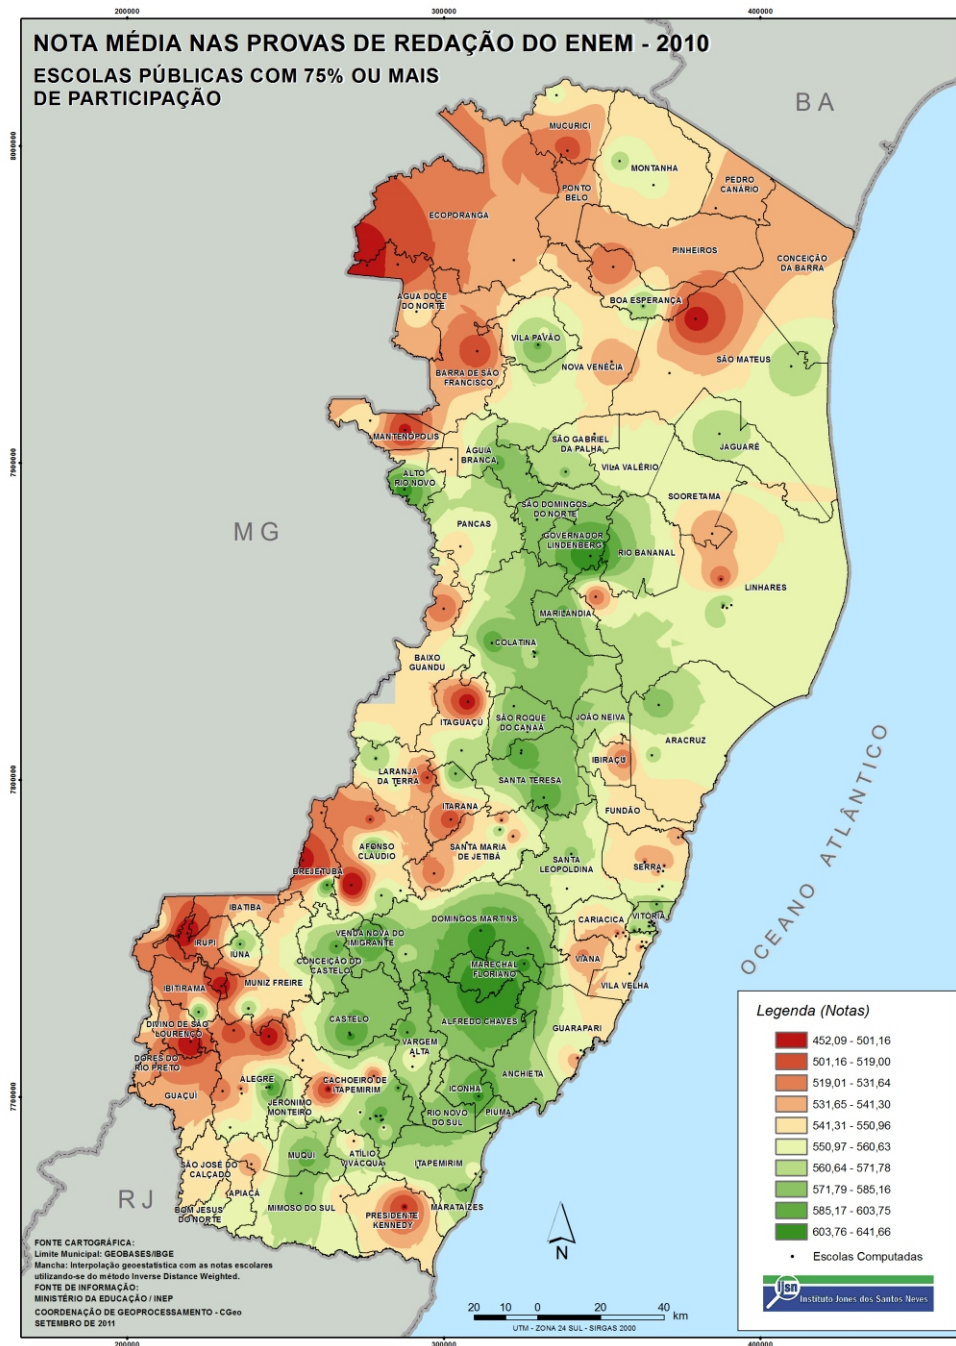 200000
300000
400000
NOTA MÉDIA NAS PROVAS DE REDAÇÃO DO ENEM - 2010
ESCOLAS PÚBLICAS COM 75% OU MAIS
DE PARTICIPAÇÃO
BA
8000000
MUCURICI
MONTANHA
PEDRO
CANÁRIO
PONTO
BELO
ECOPORANGA
PINHEIROS
CONCEIÇÃO
DA BARRA
ÁGUA DOCE
DO NORTE
BOA ESPERANÇA
VILA PAVÃO
SÃO MATEUS
NOVA VENÉCIA
BARRA DE SÃO
FRANCISCO
MANTENÓPOLIS
SÃO GABRIEL
DA PALHA
JAGUARÉ
ÁGUIA
BRANCA
7900000
VILA VALÉRIO
ALTO
RIO NOVO
SOORETAMA
SÃO DOMINGOS
DO NORTE
PANCAS
MG
GOVERNADOR
LINDENBERG
RIO BANANAL
LINHARES
MARILÂNDIA
COLATINA
BAIXO
GUANDU
ITAGUAÇÚ
SÃO ROQUE
DO CANAÃ
JOÃO NEIVA
ARACRUZ
IBIRAÇU
LARANJA
DA TERRA
SANTA TERESA
7800000
ITARANA
FUNDÃO
AFONSO
CLÁUDIO
SANTA MARIA
DE JETIBÁ
BREJETUBA
SANTA
LEOPOLDINA
SERRA
OCEANO ATLÂNTICO
IBATIBA
DOMINGOS MARTINS
CARIACICA
VITÓRIA
VENDA NOVA DO
IMIGRANTE
IRUPI
IÚNA
CONCEIÇÃO DO
CASTELO
MARECHAL
FLORIANO
VIANA
IBITIRAMA
MUNIZ FREIRE
VILA VELHA
DIVINO DE SÃO
LOURENÇO
CASTELO
ALFREDO CHAVES
GUARAPARI
VARGEM
ALTA
DORES DO
RIO PRETO
ANCHIETA
ALEGRE
CACHOEIRO DE
ITAPEMIRIM
ICONHA
GUAÇUÍ
7700000
JERÔNIMO
MONTEIRO
RIO NOVO
DO SUL
PIUMA
MUQUI
ATÍLIO
VIVACQUA
ITAPEMIRIM
SÃO JOSÉ DO
CALÇADO
RJ
APIACÁ
BOM JESUS
DO NORTE
MIMOSO DO SUL
PRESIDENTE
KENNEDY
MARATAÍZES
Legenda (Notas)
452,09 - 501,16
501,16 - 519,00
519,01 - 531,64
531,65 - 541,30
541,31 - 550,96
550,97 - 560,63
560,64 - 571,78
571,79 - 585,16
585,17 - 603,75
603,76 - 641,66
Escolas Computadas
ijsn
Instituto Jones dos Santos Neves
FONTE CARTOGRÁFICA:
Limite Municipal: GEOBASES/IBGE
Mancha: Interpolação geoestatística com as notas escolares
utilizando-se do método Inverse Distance Weighted.
FONTE DE INFORMAÇÃO:
MINISTÉRIO DA EDUCAÇÃO / INEP
COORDENAÇÃO DE GEOPROCESSAMENTO - CGeo
SETEMBRO DE 2011
N
20 10 0 20 40
km
UTM - ZONA 24 SUL - SIRGAS 2000
200000
300000
400000